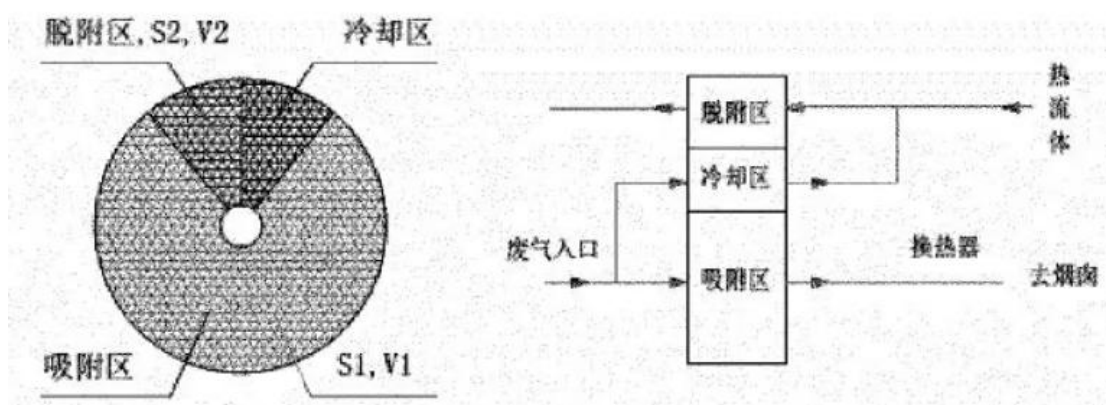 脱附区,S2,V2
冷却区
吸附区
S1,V1
脱附区
冷却区
吸附区
热流体
废气入口
换热器
去烟囱